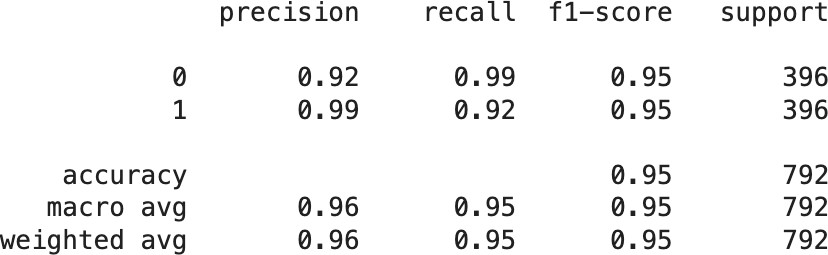 precision recall f1-score support
0 0.92 0.99 0.95 396
1 0.99 0.92 0.95 396
accuracy 0.95 792
macro avg 0.96 0.95 0.95 792
weighted avg 0.96 0.95 0.95 792